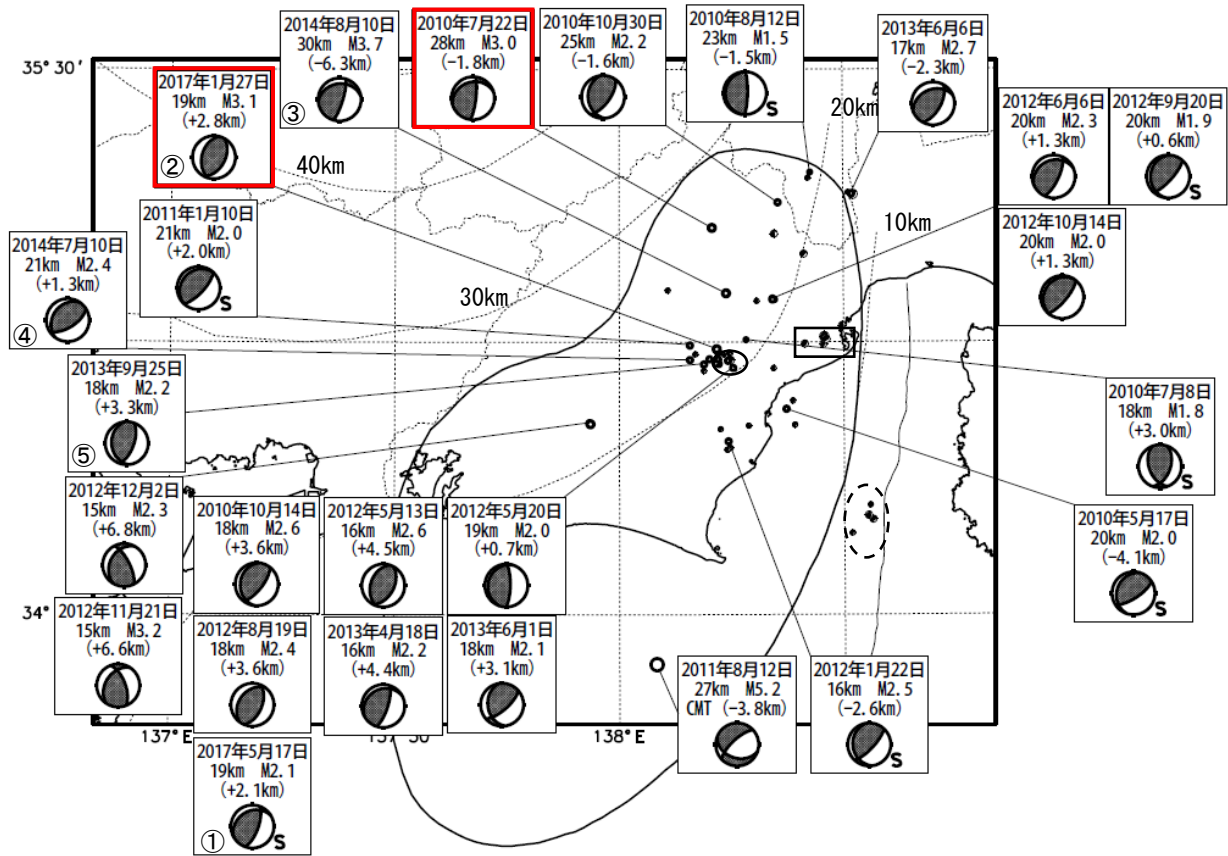 2014年8月10日
30km M3.7
(−6.3km)
③
2010年7月22日
28km M3.0
(−1.8km)
2010年10月30日
25km M2.2
(−1.6km)
2010年8月12日
23km M1.5
(−1.5km)
S
2013年6月6日
17km M2.7
(−2.3km)
35°30′
2017年1月27日
19km M3.1
(+2.8km)
②
40km
20km
2012年6月6日
20km M2.3
(+1.3km)
2012年9月20日
20km M1.9
(+0.6km)
S
2011年1月10日
21km M2.0
(+2.0km)
S
10km
2012年10月14日
20km M2.0
(+1.3km)
2014年7月10日
21km M2.4
(+1.3km)
④
30km
2013年9月25日
18km M2.2
(+3.3km)
⑤
2010年7月8日
18km M1.8
(+3.0km)
S
2012年12月2日
15km M2.3
(+6.8km)
2010年10月14日
18km M2.6
(+3.6km)
2012年5月13日
16km M2.6
(+4.5km)
2012年5月20日
19km M2.0
(+0.7km)
2010年5月17日
20km M2.0
(−4.1km)
S
34°
2012年11月21日
15km M3.2
(+6.6km)
2012年8月19日
18km M2.4
(+3.6km)
2013年4月18日
16km M2.2
(+4.4km)
2013年6月1日
18km M2.1
(+3.1km)
2011年8月12日
27km M5.2
CMT (−3.8km)
2012年1月22日
16km M2.5
(−2.6km)
S
137°E
138°E
2017年5月17日
19km M2.1
(+2.1km)
①
S